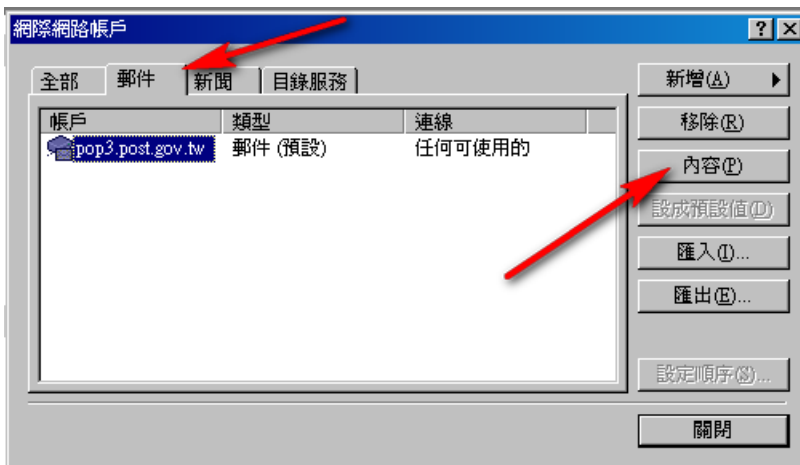 網際網路帳戶
全部 郵件 新聞 目錄服務
帳戶 類型 連線
pop3.post.gov.tw 郵件 (預設) 任何可使用的
新增(A)
移除(R)
內容(P)
設成預設值(D)
匯入(I)...
匯出(E)...
設定順序(S)...
關閉